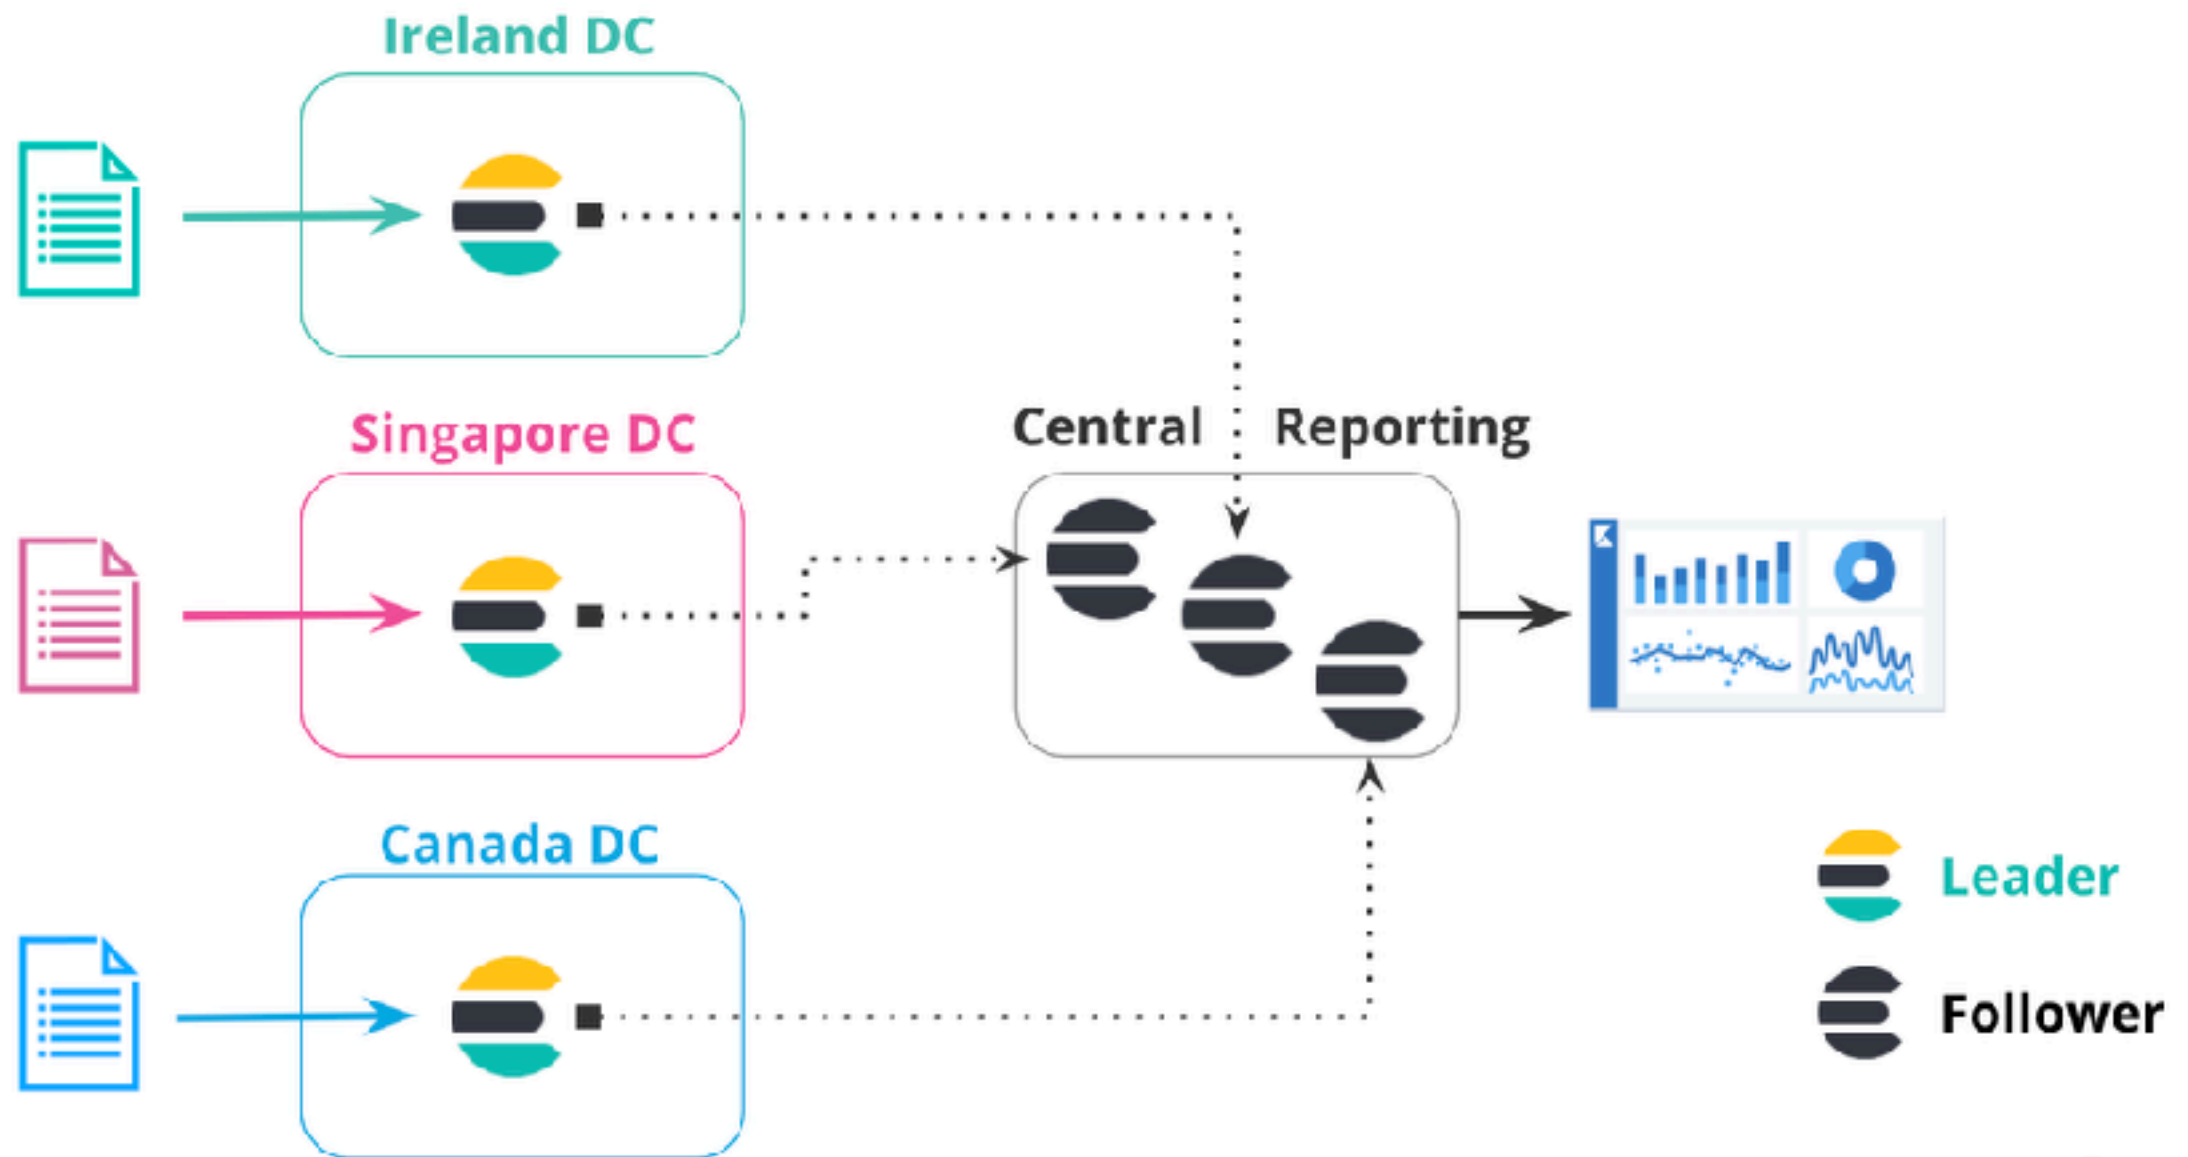 Ireland DC
Singapore DC
Central Reporting
Canada DC
Leader
Follower